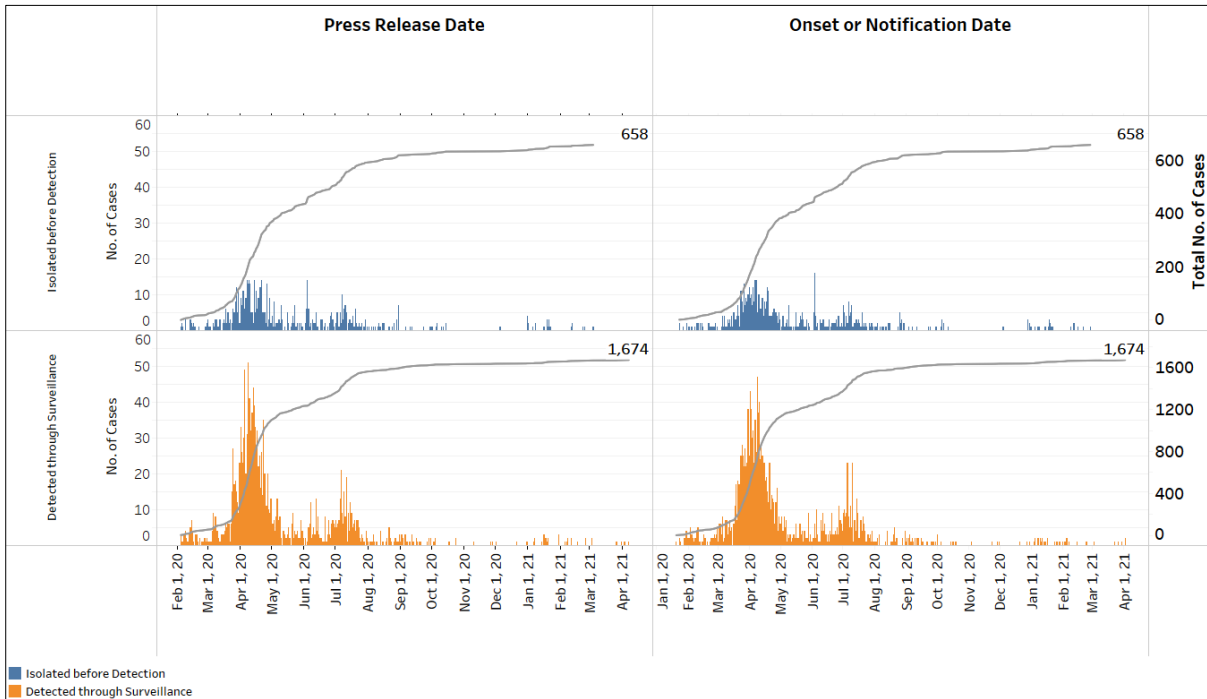 Press Release Date
Onset or Notification Date
Isolated before Detection
No. of Cases
60
50
40
30
20
10
0
658
658
600
400
200
0
Total No. of Cases
Detected through Surveillance
No. of Cases
60
50
40
30
20
10
0
1,674
1,674
1600
1200
800
400
0
Feb 1, 20
Mar 1, 20
Apr 1, 20
May 1, 20
Jun 1, 20
Jul 1, 20
Aug 1, 20
Sep 1, 20
Oct 1, 20
Nov 1, 20
Dec 1, 20
Jan 1, 21
Feb 1, 21
Mar 1, 21
Apr 1, 21
Jan 1, 20
Feb 1, 20
Mar 1, 20
Apr 1, 20
May 1, 20
Jun 1, 20
Jul 1, 20
Aug 1, 20
Sep 1, 20
Oct 1, 20
Nov 1, 20
Dec 1, 20
Jan 1, 21
Feb 1, 21
Mar 1, 21
Apr 1, 21
Isolated before Detection
Detected through Surveillance